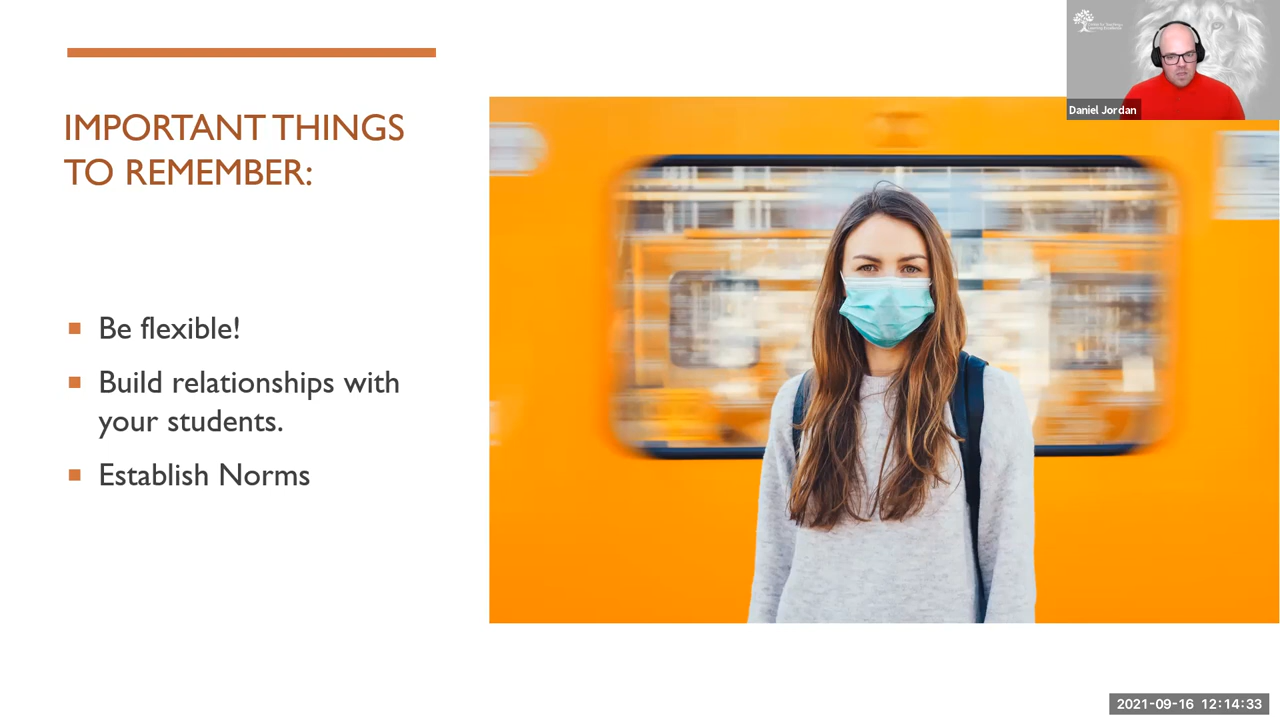 IMPORTANT THINGS
TO REMEMBER:
Be flexible!
Build relationships with
your students.
Establish Norms
Daniel Jordan
2021-09-16 12:14:33